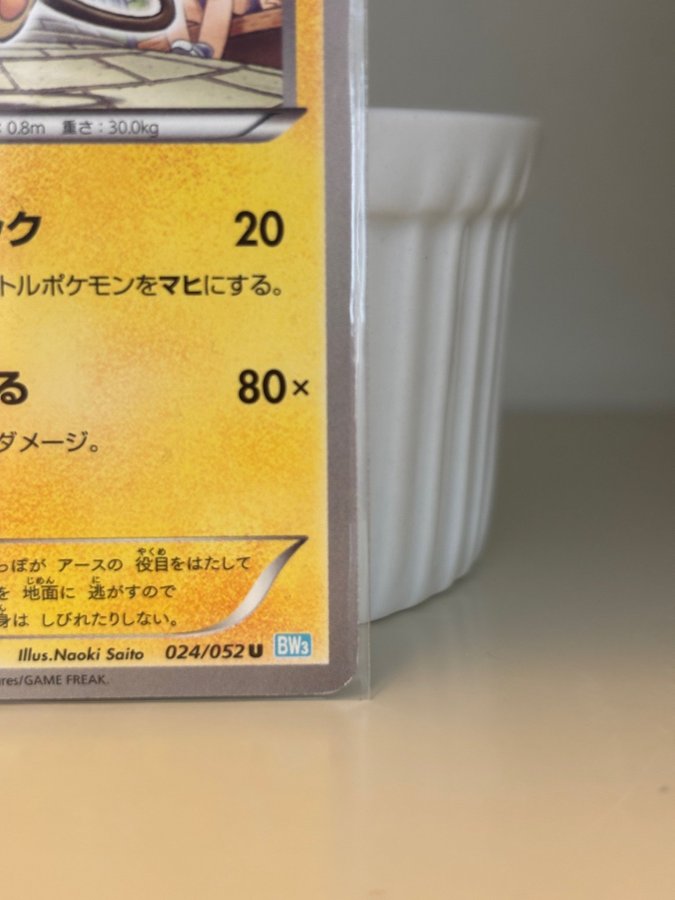 : 0.8m 重さ : 30.0kg
ック 20
トルポケモンをマヒにする。
る 80×
ダメージ。
っぽが アースの 役目をはたして
を 地面に 逃がすので
身は しびれたりしない。
Illus.Naoki Saito 024/052 U BW3
ures/GAME FREAK.